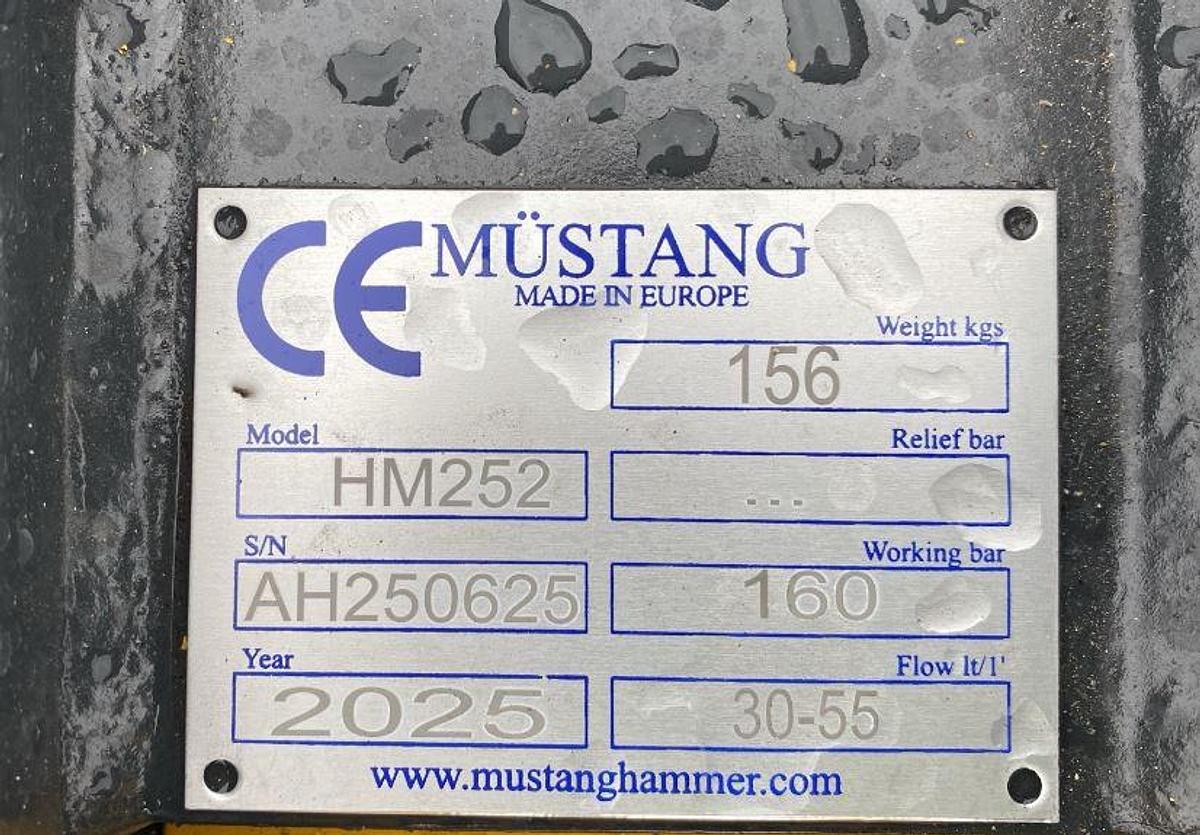 CE MÜSTANG
MADE IN EUROPE
Weight kgs
156
Model
HM252
Relief bar
...
S/N
AH250625
Working bar
160
Year
2025
Flow lt/1'
30-55
www.mustanghammer.com